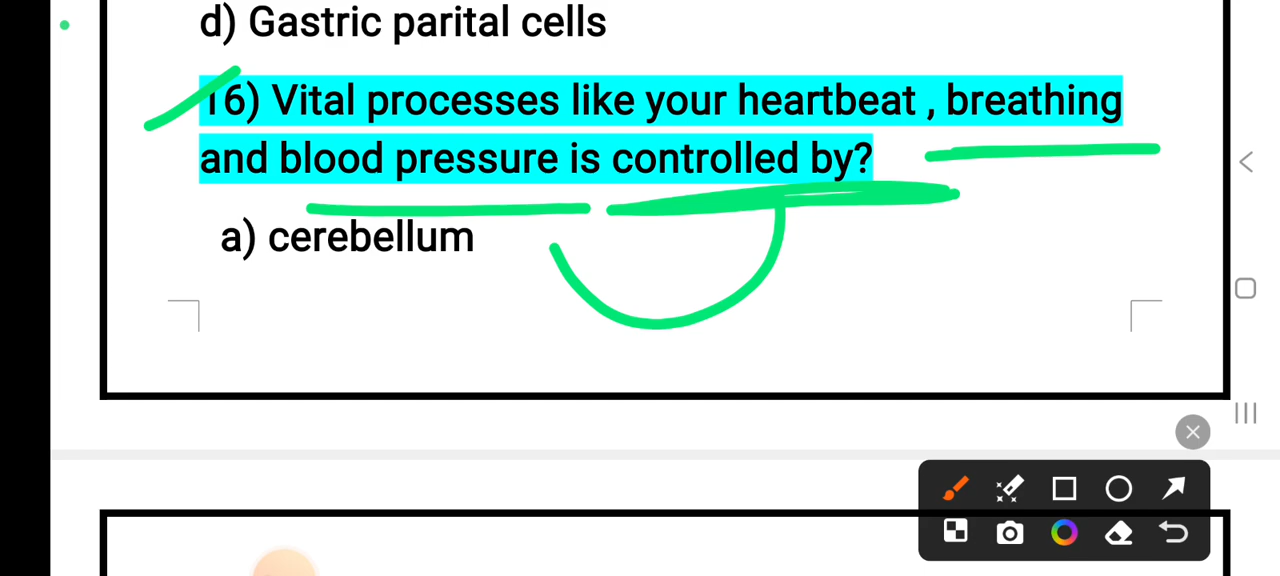 d) Gastric parital cells
16) Vital processes like your heartbeat , breathing
and blood pressure is controlled by?
a) cerebellum